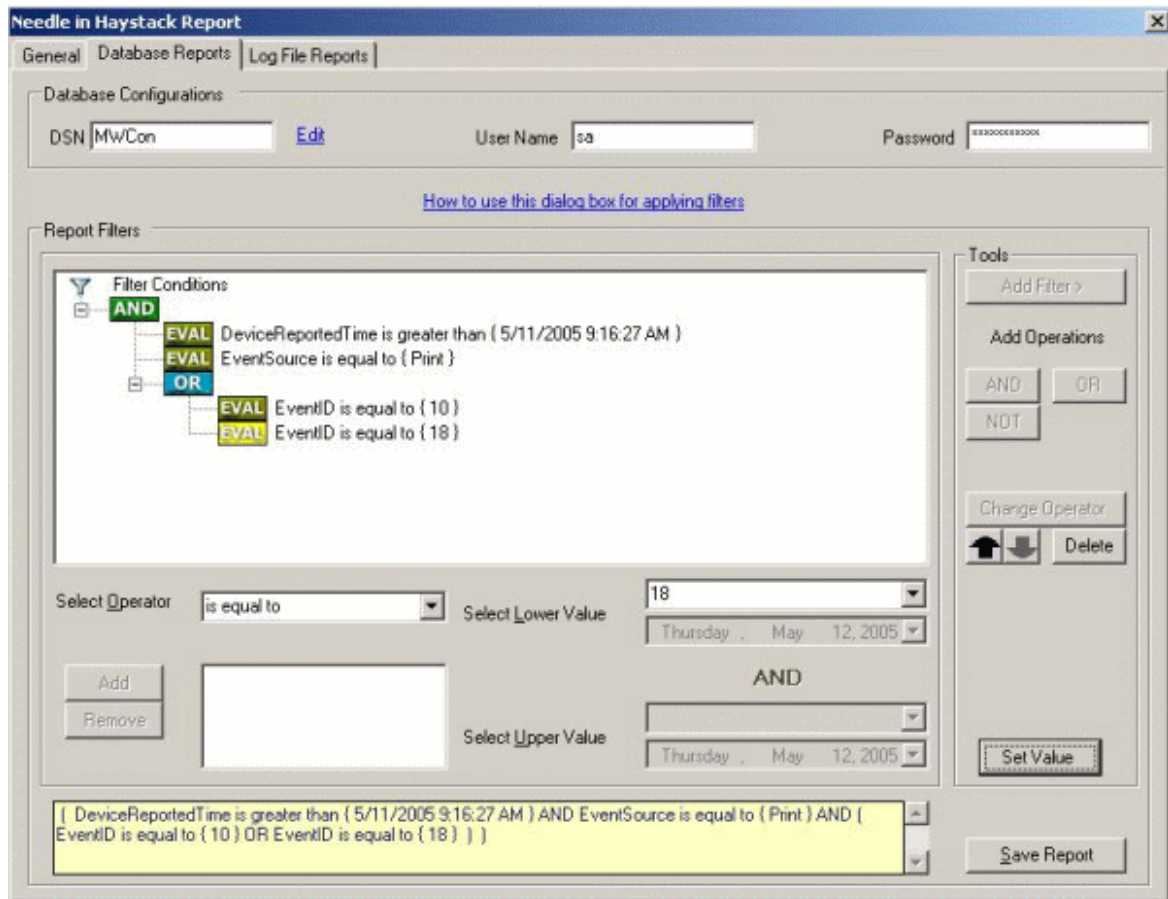 Needle in Haystack Report
General Database Reports Log File Reports
Database Configurations
DSN MWCon Edit User Name sa Password xxxxxxxxxxxx
How to use this dialog box for applying filters
Report Filters
Tools
Filter Conditions
AND
EVAL DeviceReportedTime is greater than { 5/11/2005 9:16:27 AM }
EVAL EventSource is equal to { Print }
OR
EVAL EventID is equal to { 10 }
EVAL EventID is equal to { 18 }
Add Filter >
Add Operations
AND OR
NOT
Change Operator
Delete
Select Operator is equal to Select Lower Value 18
Thursday , May 12, 2005
Add
Remove
AND
Select Upper Value
Thursday , May 12, 2005
Set Value
( DeviceReportedTime is greater than { 5/11/2005 9:16:27 AM } AND EventSource is equal to { Print } AND (
EventID is equal to { 10 } OR EventID is equal to { 18 } ) )
Save Report